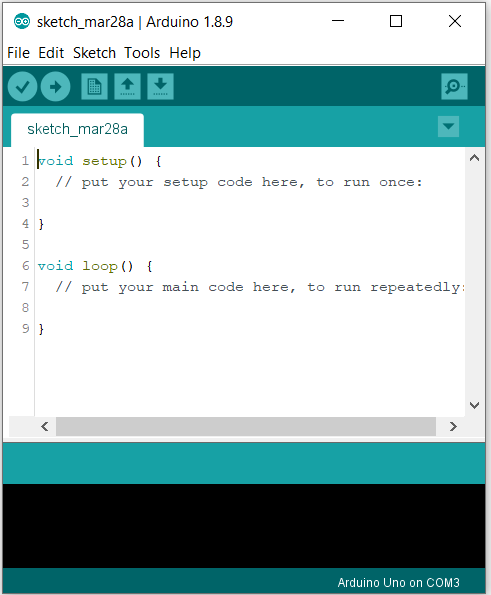 sketch_mar28a | Arduino 1.8.9
File Edit Sketch Tools Help
sketch_mar28a
1 void setup() {
2   // put your setup code here, to run once:
3
4 }
5
6 void loop() {
7   // put your main code here, to run repeatedly:
8
9 }
Arduino Uno on COM3